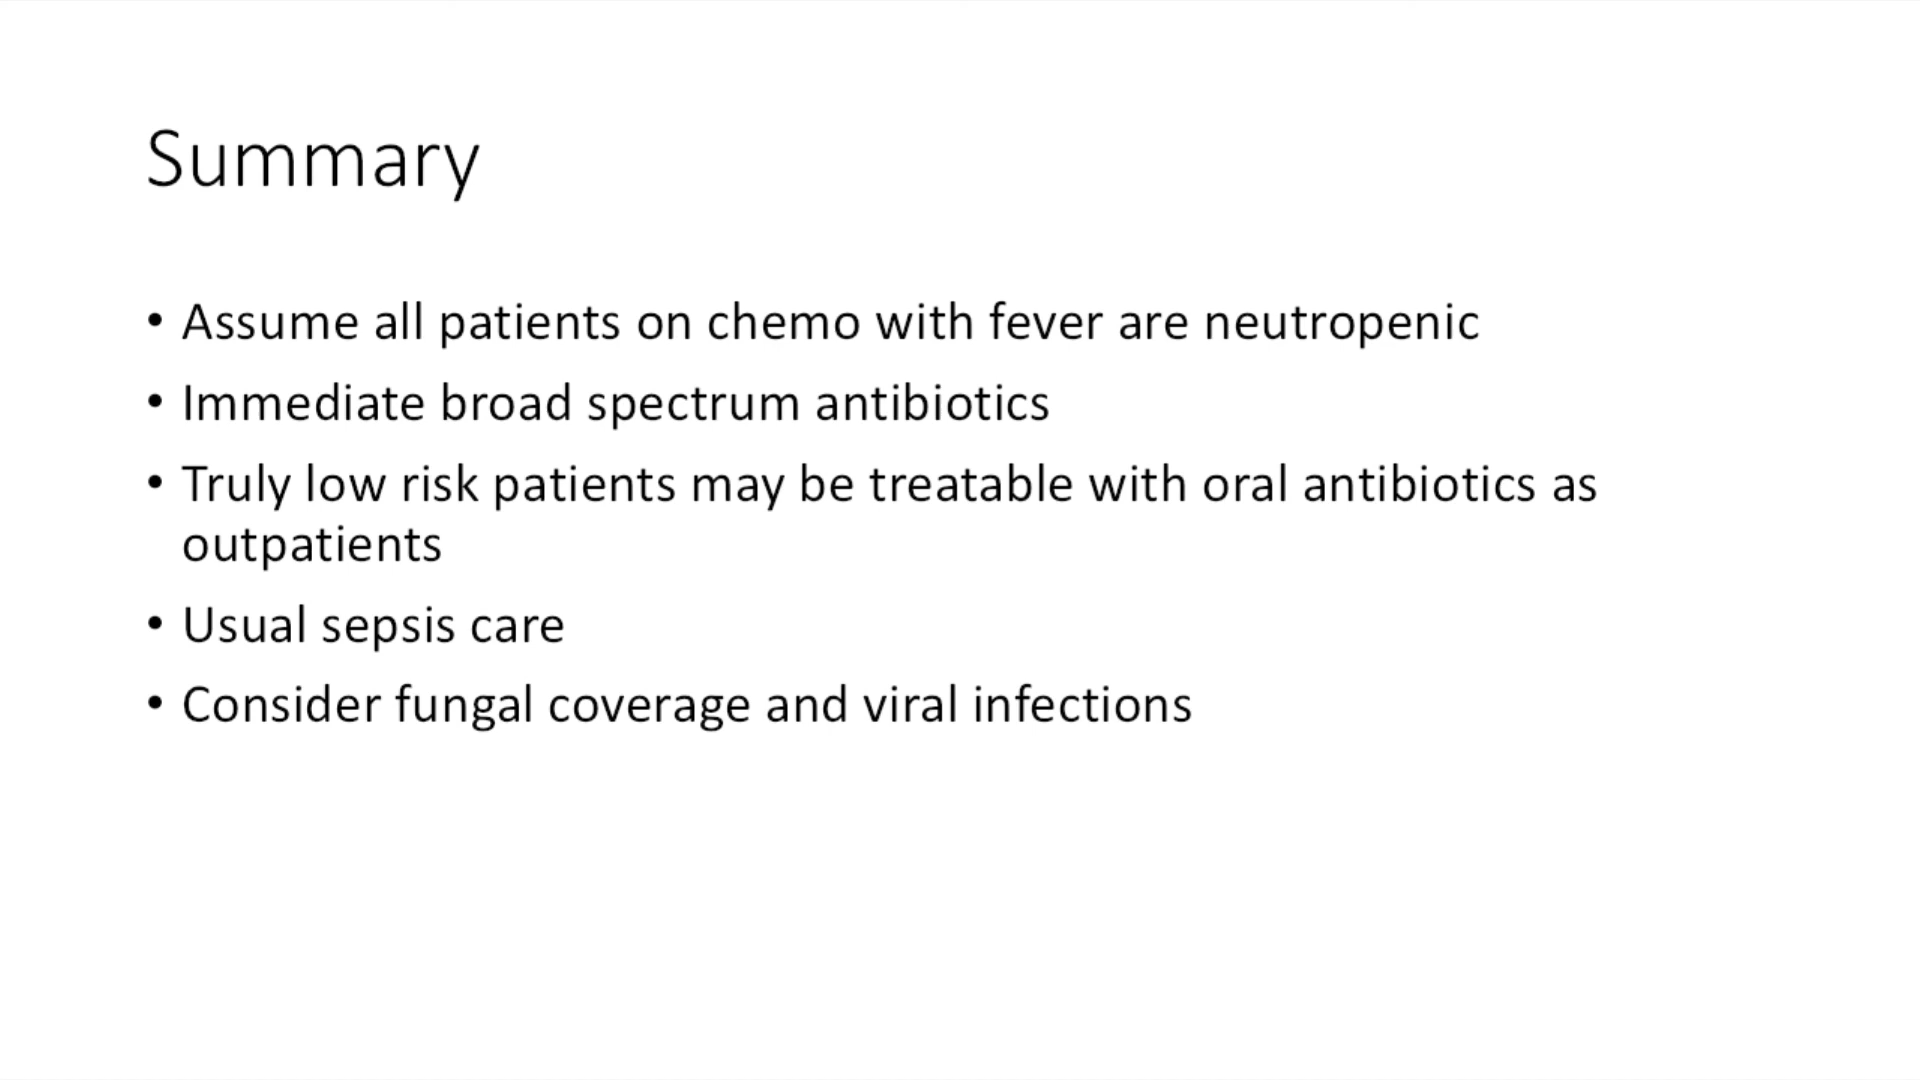 Summary
• Assume all patients on chemo with fever are neutropenic
• Immediate broad spectrum antibiotics
• Truly low risk patients may be treatable with oral antibiotics as
outpatients
• Usual sepsis care
• Consider fungal coverage and viral infections